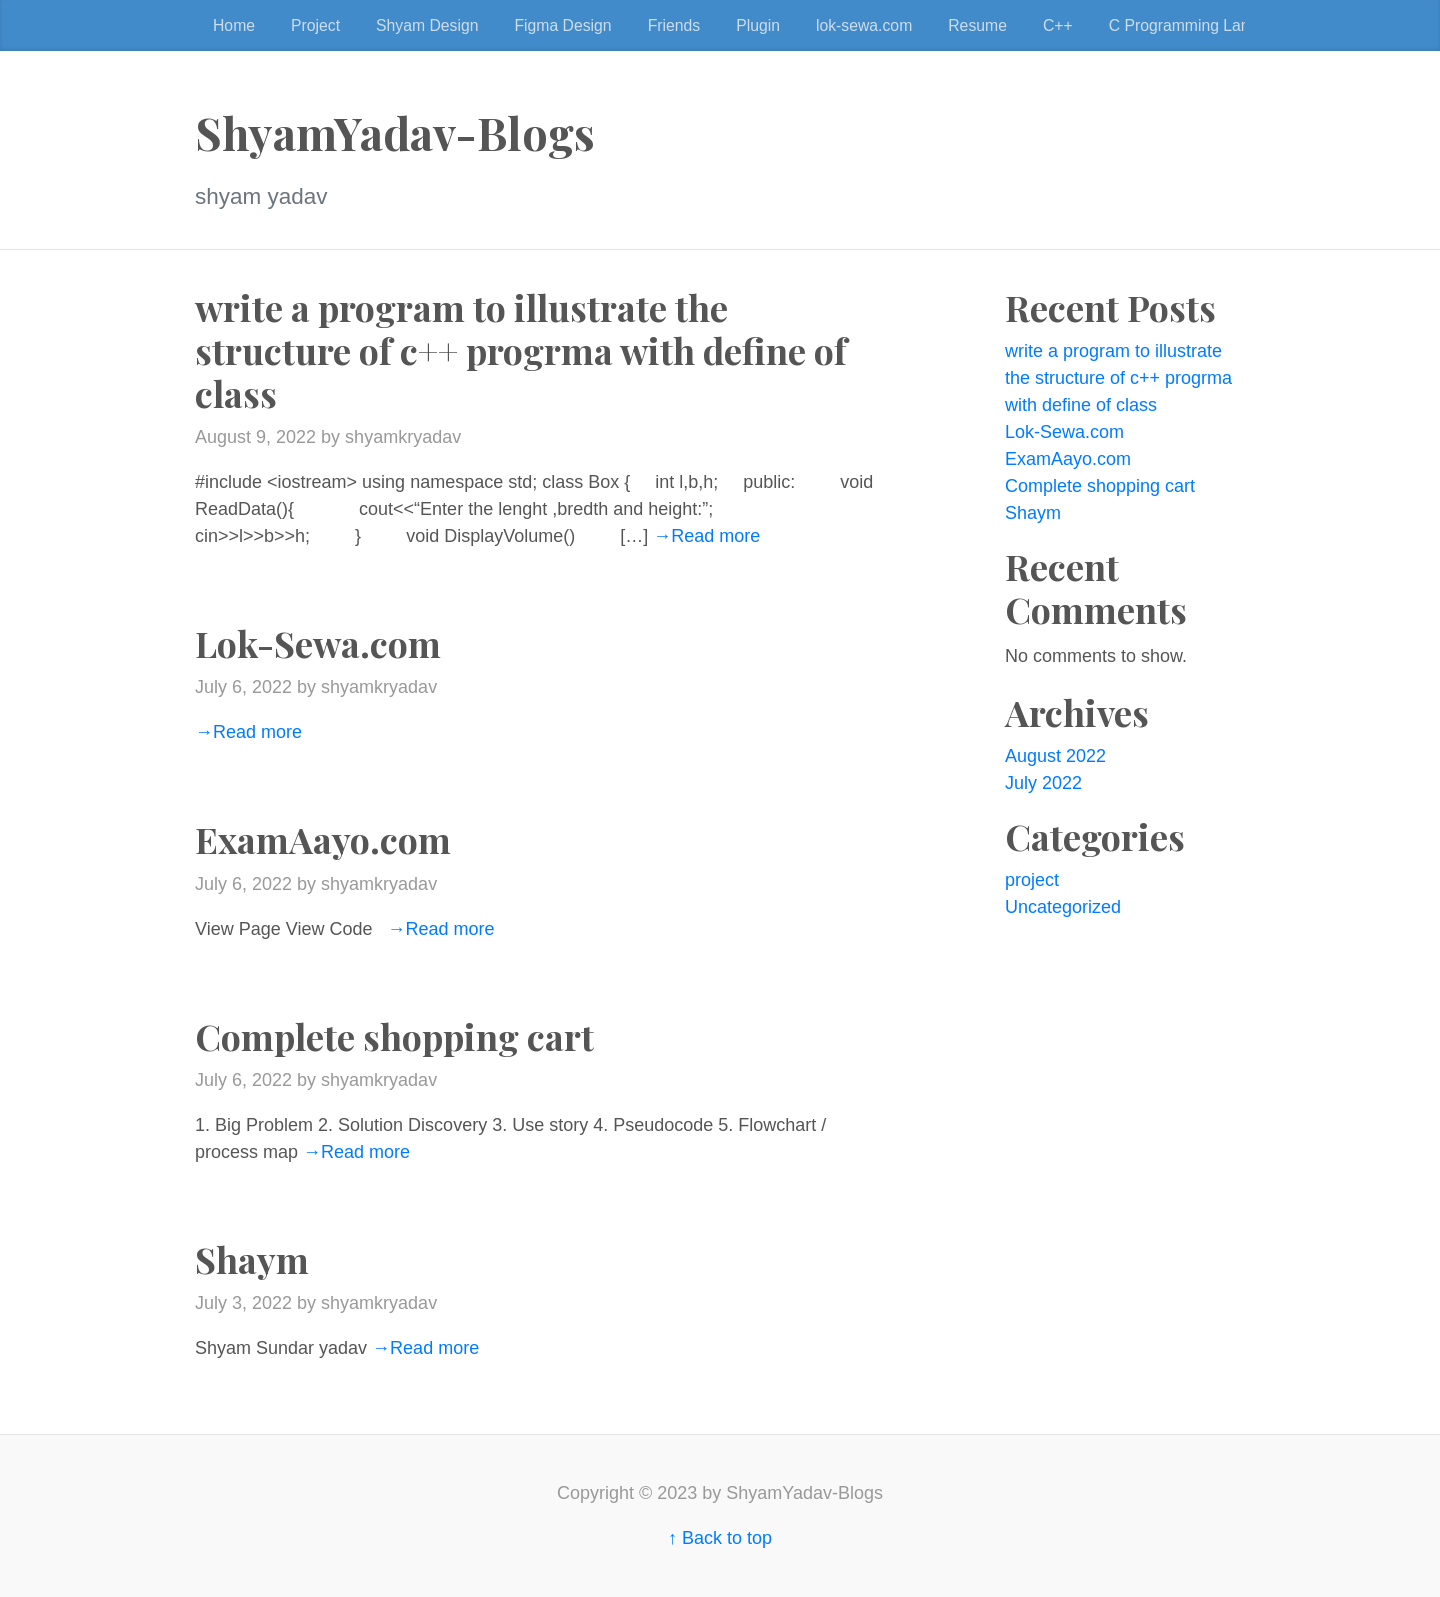 Home Project Shyam Design Figma Design Friends Plugin lok-sewa.com Resume C++ C Programming
ShyamYadav-Blogs
shyam yadav
write a program to illustrate the
structure of c++ progrma with define of
class
August 9, 2022 by shyamkryadav
#include <iostream> using namespace std; class Box { int l,b,h; public: void
ReadData(){ cout<<“Enter the lenght ,bredth and height:”;
cin>>l>>b>>h; } void DisplayVolume() […] →Read more
Lok-Sewa.com
July 6, 2022 by shyamkryadav
→Read more
ExamAayo.com
July 6, 2022 by shyamkryadav
View Page View Code →Read more
Complete shopping cart
July 6, 2022 by shyamkryadav
1. Big Problem 2. Solution Discovery 3. Use story 4. Pseudocode 5. Flowchart /
process map →Read more
Shaym
July 3, 2022 by shyamkryadav
Shyam Sundar yadav →Read more
Recent Posts
write a program to illustrate
the structure of c++ progrma
with define of class
Lok-Sewa.com
ExamAayo.com
Complete shopping cart
Shaym
Recent
Comments
No comments to show.
Archives
August 2022
July 2022
Categories
project
Uncategorized
Copyright © 2023 by ShyamYadav-Blogs
↑ Back to top